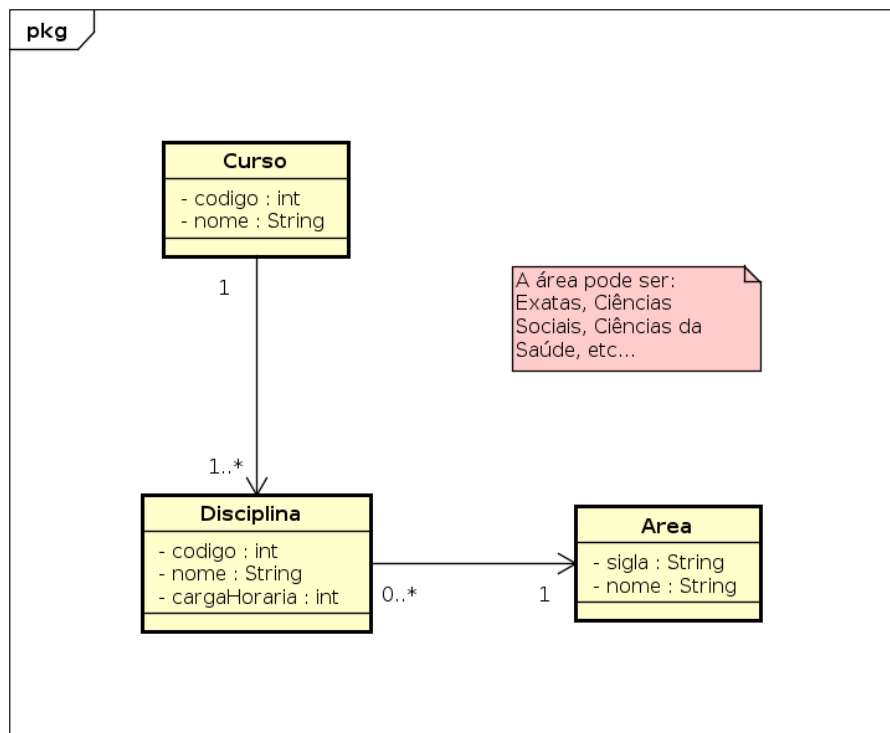 pkg
Curso
- codigo : int
- nome : String
1
A área pode ser:
Exatas, Ciências
Sociais, Ciências da
Saúde, etc...
1..*
Disciplina
- codigo : int
- nome : String
- cargaHoraria : int
0..*
1
Area
- sigla : String
- nome : String